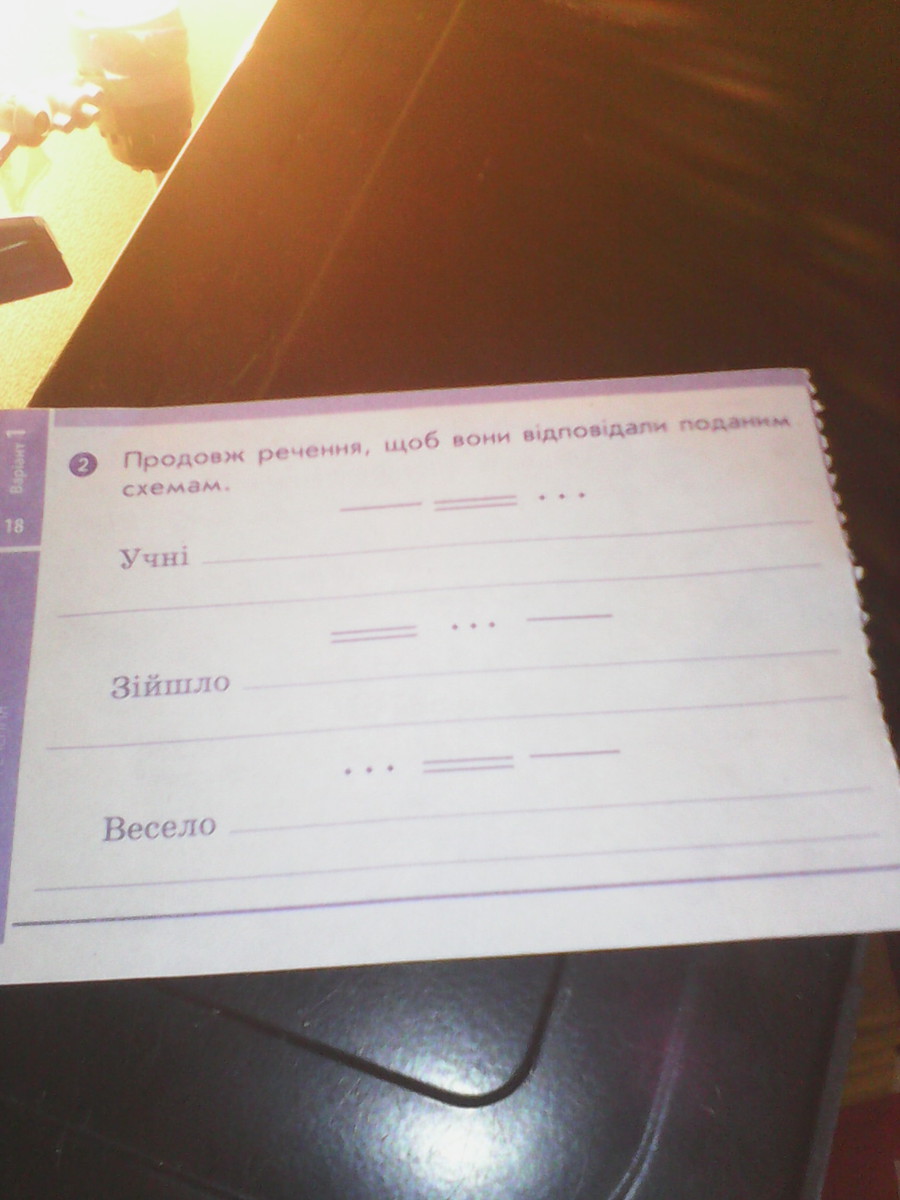 Варіант 1
18
2 Продовж речення, щоб вони відповідали поданим
схемам.
Учні
Зійшло
Весело